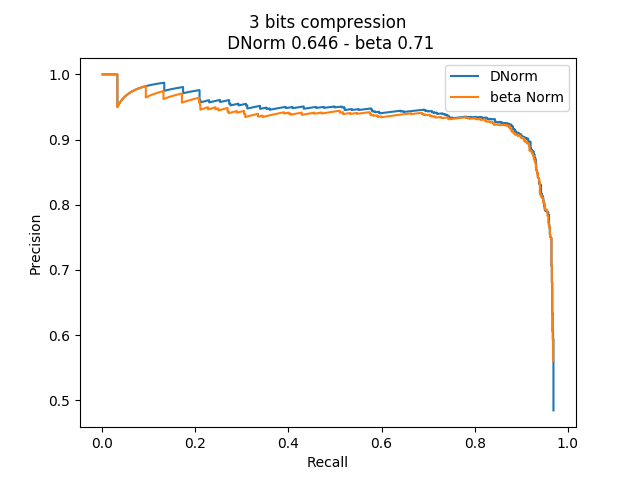 3 bits compression
DNorm 0.646 - beta 0.71
DNorm
beta Norm
1.0
0.9
0.8
0.7
0.6
0.5
Precision
0.0
0.2
0.4
0.6
0.8
1.0
Recall